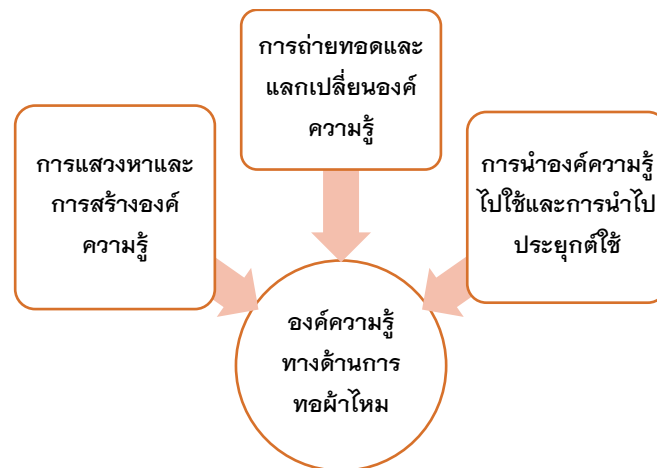 การถ่ายทอดและ
แลกเปลี่ยนองค์
ความรู้
การแสวงหาและ
การสร้างองค์
ความรู้
การนำองค์ความรู้
ไปใช้และการนำไป
ประยุกต์ใช้
องค์ความรู้
ทางด้านการ
ทอผ้าไหม